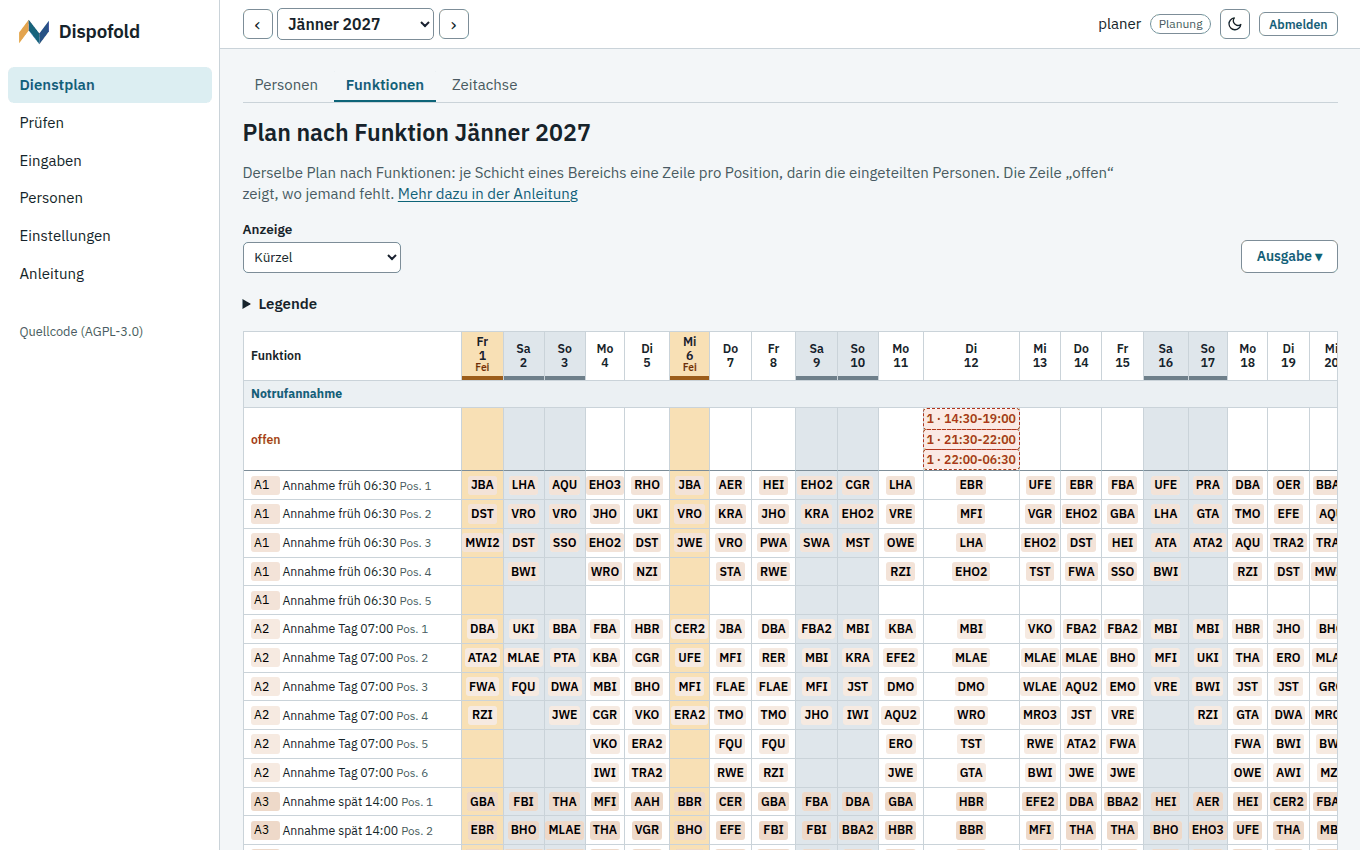 Dispofold
Dienstplan
Prüfen
Eingaben
Personen
Einstellungen
Anleitung
Quellcode (AGPL-3.0)
‹ Jänner 2027 ›
planer Planung Abmelden
Personen Funktionen Zeitachse
Plan nach Funktion Jänner 2027
Derselbe Plan nach Funktionen: je Schicht eines Bereichs eine Zeile pro Position, darin die eingeteilten Personen. Die Zeile „offen“
zeigt, wo jemand fehlt. Mehr dazu in der Anleitung
Anzeige
Kürzel
Ausgabe ▾
▶ Legende
Funktion Fr 1 Fei Sa 2 So 3 Mo 4 Di 5 Mi 6 Fei Do 7 Fr 8 Sa 9 So 10 Mo 11 Di 12 Mi 13 Do 14 Fr 15 Sa 16 So 17 Mo 18 Di 19 Mi 20
Notrufannahme
offen
1 · 14:30-19:00
1 · 21:30-22:00
1 · 22:00-06:30
A1 Annahme früh 06:30 Pos. 1 JBA LHA AQU EHO3 RHO JBA AER HEI EHO2 CGR LHA EBR UFE EBR FBA UFE PRA DBA OER BBA
A1 Annahme früh 06:30 Pos. 2 DST VRO VRO JHO UKI VRO KRA JHO KRA EHO2 VRE MFI VGR EHO2 GBA LHA GTA TMO EFE
A1 Annahme früh 06:30 Pos. 3 MWI2 DST SSO EHO2 DST JWE VRO PWA SWA MST OWE LHA EHO2 DST HEI ATA ATA2 AQU TRA2
A1 Annahme früh 06:30 Pos. 4 BWI WRO NZI STA RWE RZI EHO2 TST FWA SSO BWI RZI DST
A1 Annahme früh 06:30 Pos. 5
A2 Annahme Tag 07:00 Pos. 1 DBA UKI BBA FBA HBR CER2 JBA DBA FBA2 MBI KBA MBI VKO FBA2 FBA2 MBI MBI HBR JHO
A2 Annahme Tag 07:00 Pos. 2 ATA2 MLAE PTA KBA CGR UFE MFI RER MBI KRA EFE2 MLAE MLAE MLAE BHO MFI UKI THA ERO
A2 Annahme Tag 07:00 Pos. 3 FWA FQU DWA MBI BHO MFI FLAE FLAE MFI JST DMO DMO WLAE AQU2 EMO VRE BWI JST JST
A2 Annahme Tag 07:00 Pos. 4 RZI JWE CGR VKO ERA2 TMO TMO JHO IWI AQU2 WRO MRO3 JST VRE RZI GTA DWA
A2 Annahme Tag 07:00 Pos. 5 VKO ERA2 FQU FQU ERO TST RWE ATA2 FWA FWA BWI
A2 Annahme Tag 07:00 Pos. 6 IWI TRA2 RWE RZI JWE GTA BWI JWE JWE OWE AWI
A3 Annahme spät 14:00 Pos. 1 GBA FBI THA MFI AAH BBR CER GBA FBA DBA GBA HBR EFE2 DBA BBA2 HEI AER HEI CER2
A3 Annahme spät 14:00 Pos. 2 EBR BHO MLAE THA VGR BHO EFE FBI FBI BBA2 HBR BBR MFI THA THA BHO EHO3 UFE THA